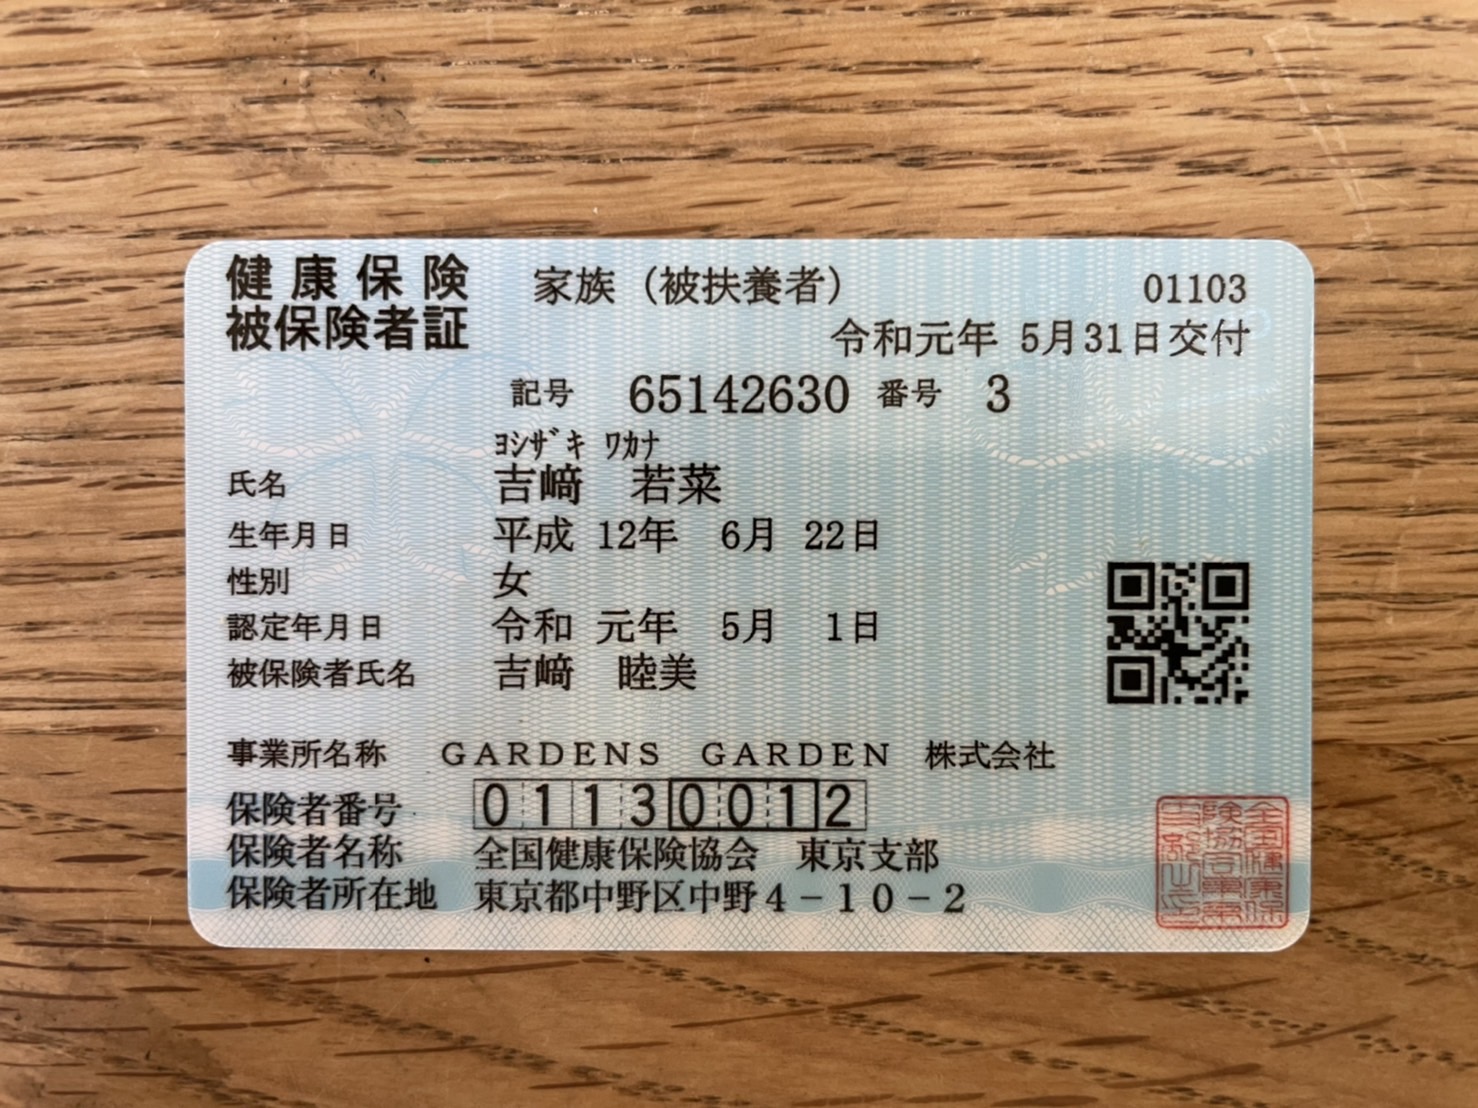 健康保険 家族（被扶養者） 01103
被保険者証 令和元年 5月31日交付
記号 65142630 番号 3
ﾖｼｻﾞｷ ﾜｶﾅ
氏名 吉﨑 若菜
生年月日 平成 12年 6月 22日
性別 女
認定年月日 令和 元年 5月 1日
被保険者氏名 吉﨑 睦美
事業所名称 ＧＡＲＤＥＮＳ ＧＡＲＤＥＮ 株式会社
保険者番号 01130012
保険者名称 全国健康保険協会 東京支部
保険者所在地 東京都中野区中野４－１０－２